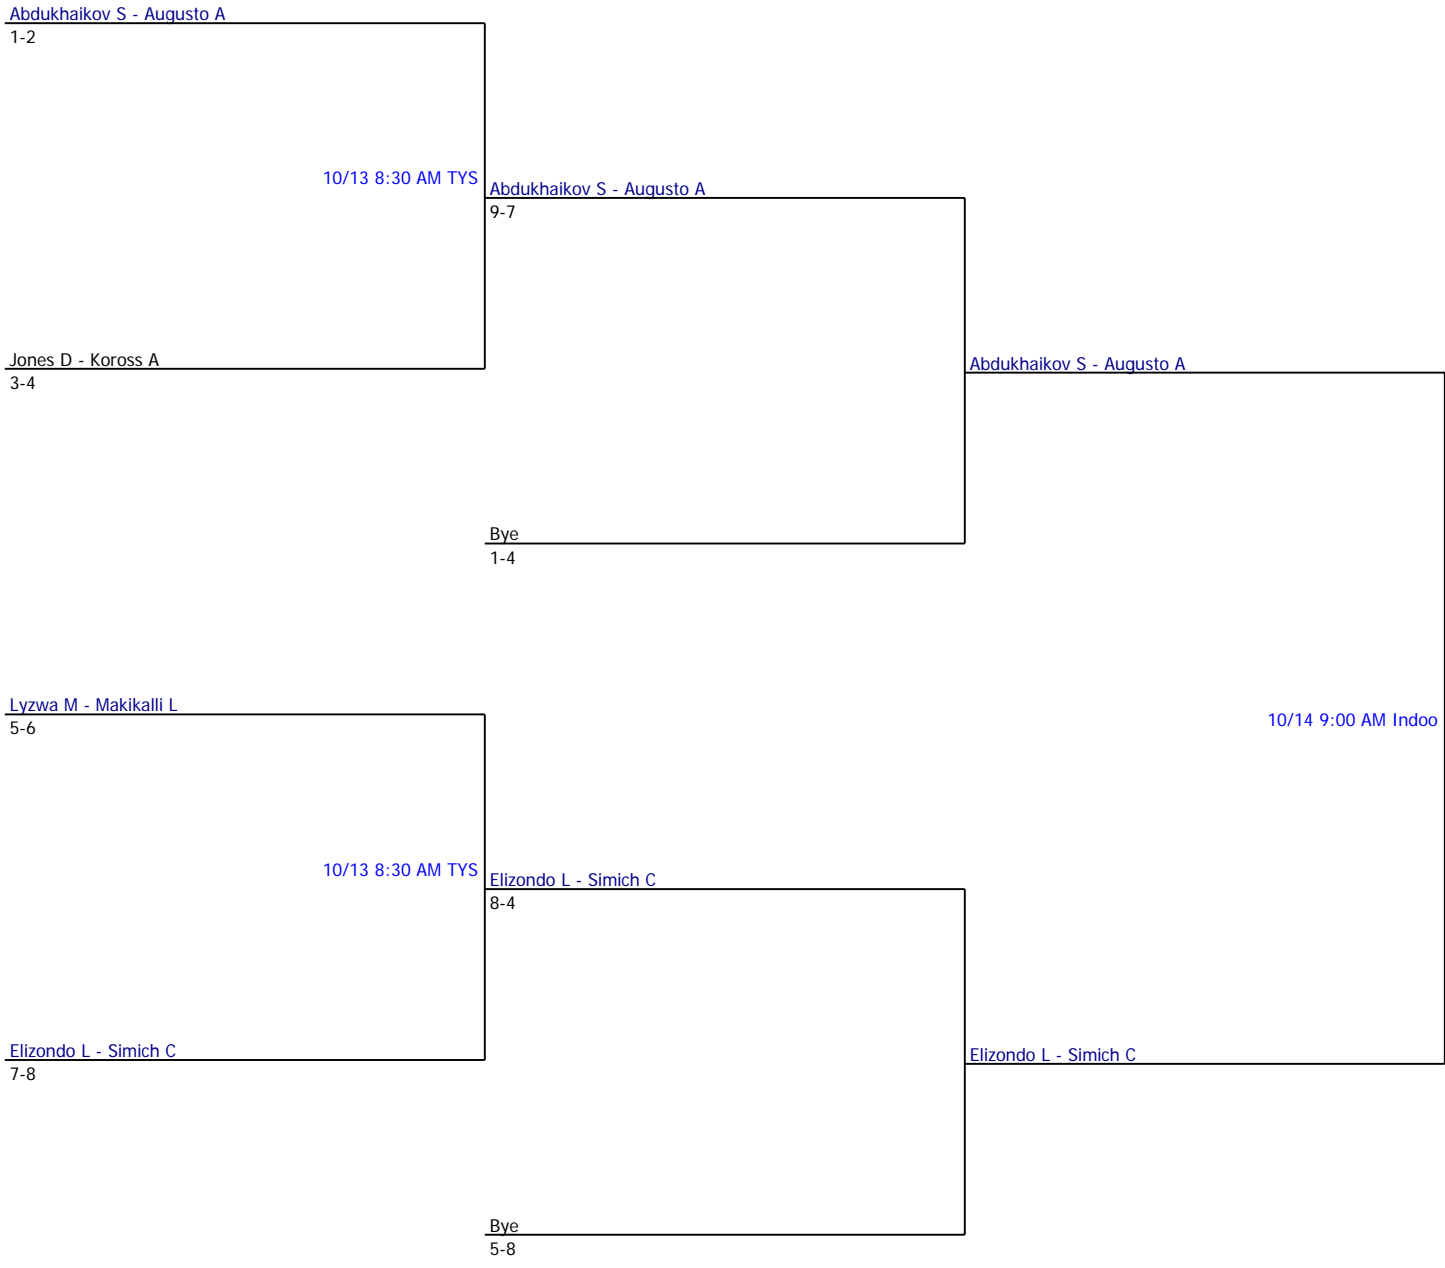 Abdukhaikov S - Augusto A
1-2
10/13 8:30 AM TYS
Abdukhaikov S - Augusto A
9-7
Jones D - Koross A
3-4
Abdukhaikov S - Augusto A
Bye
1-4
Lyzwa M - Makikalli L
5-6
10/14 9:00 AM Indoo
10/13 8:30 AM TYS
Elizondo L - Simich C
8-4
Elizondo L - Simich C
7-8
Elizondo L - Simich C
Bye
5-8